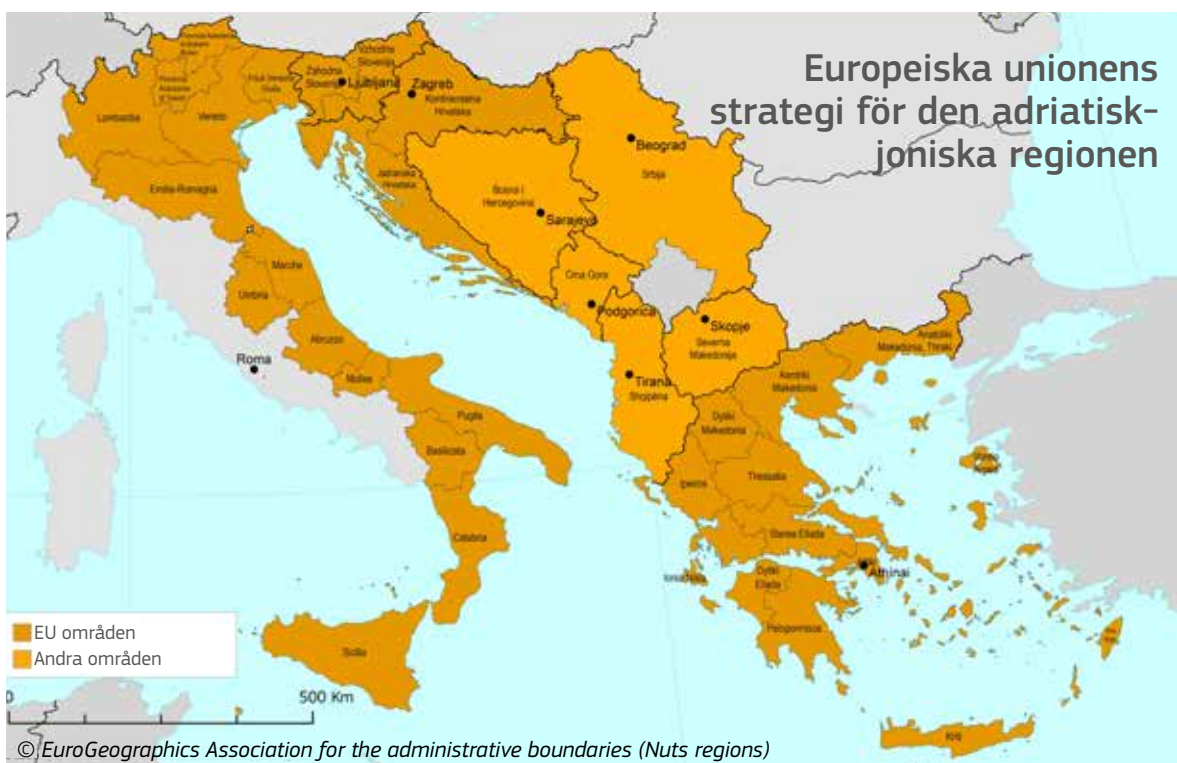 Europeiska unionens
strategi för den adriatisk-
joniska regionen
Vzhodna
Slovenija
Zahodna
Slovenija
Ljubljana
Zagreb
Kontinentalna
Hrvatska
Lombardia
Veneto
Friuli-Venezia
Giulia
Beograd
Srbija
Jadranska
Hrvatska
Emilia-Romagna
Bosna i
Hercegovina
Sarajevo
Marche
Umbria
Crna Gora
Podgorica
Skopje
Severna
Makedonija
Abruzzo
Roma
Molise
Tirana
Shqipëria
Anatoliki
Makedonia, Thraki
Kentriki
Makedonia
Puglia
Dytiki
Makedonia
Basilicata
Ipeiros
Thessalia
Calabria
Sterea Ellada
Athinai
Dytiki
Ellada
Peloponnisos
Sicilia
Kriti
EU områden
Andra områden
0
500 Km
© EuroGeographics Association for the administrative boundaries (Nuts regions)